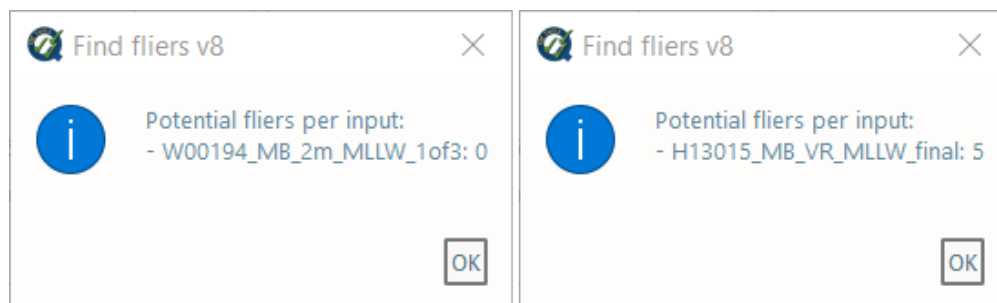 Find fliers v8
Potential fliers per input:
- W00194_MB_2m_MLLW_1of3: 0
OK
Find fliers v8
Potential fliers per input:
- H13015_MB_VR_MLLW_final: 5
OK